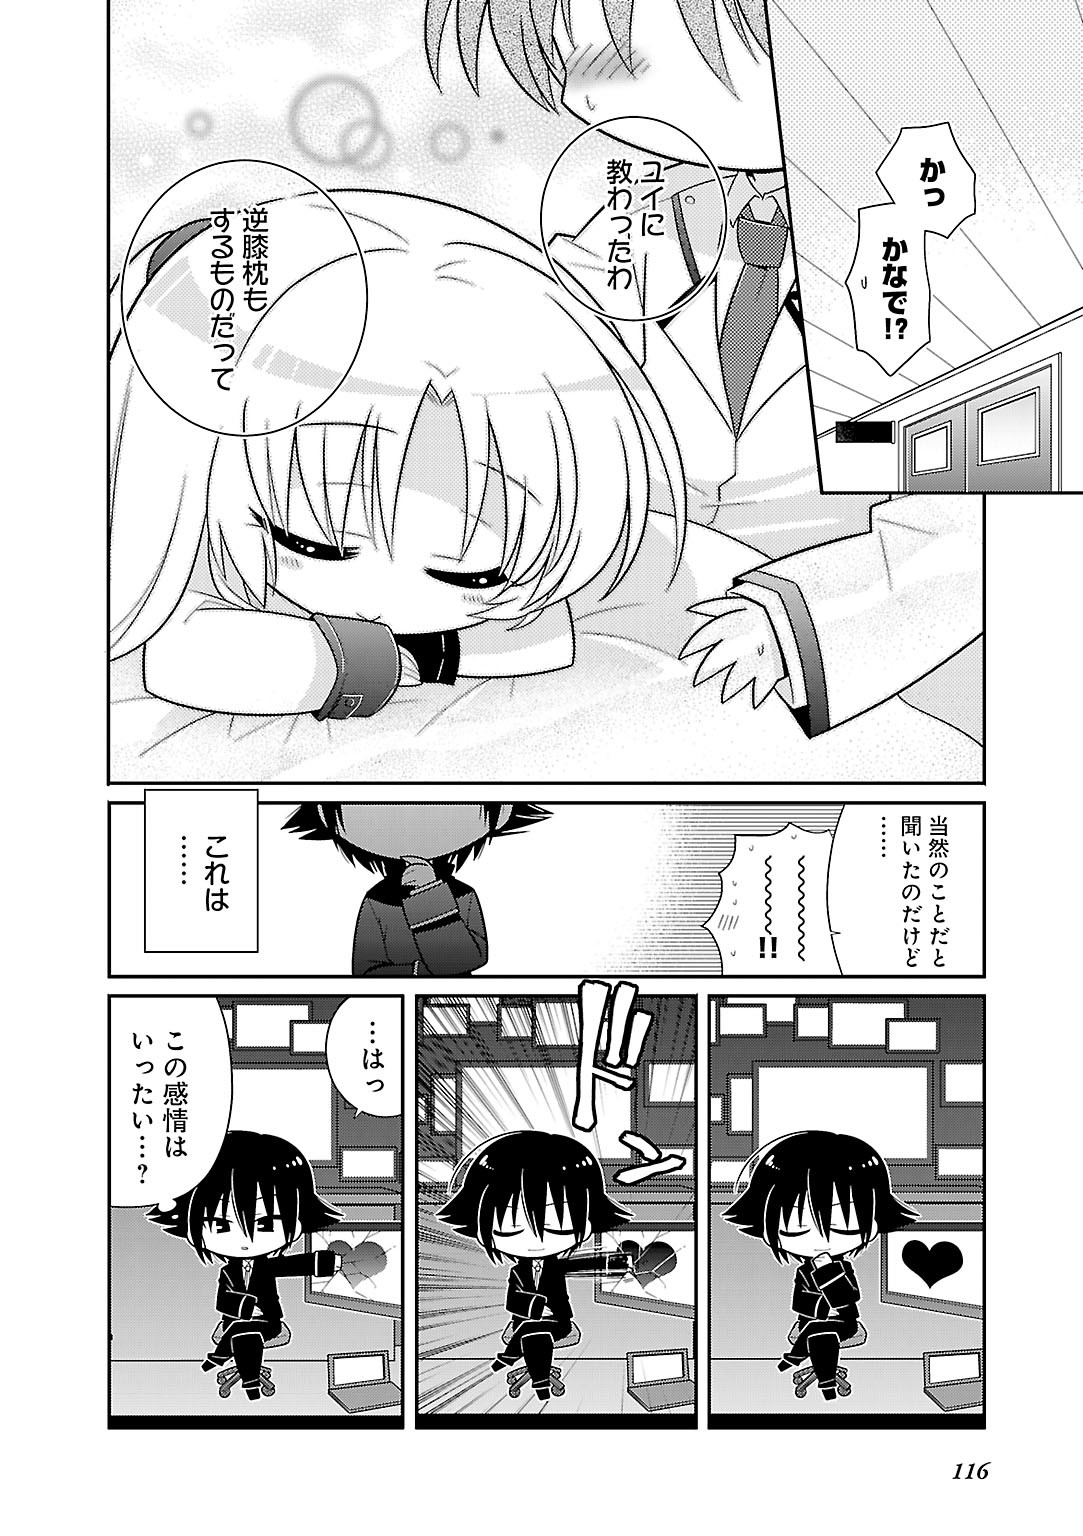 かっ
かなで!?
ユイに
教わったわ
逆膝枕も
するものだって
当然のことだと
聞いたのだけど
……
!!
これは
……
ドン
…はっ
この感情は
いったい…?
116